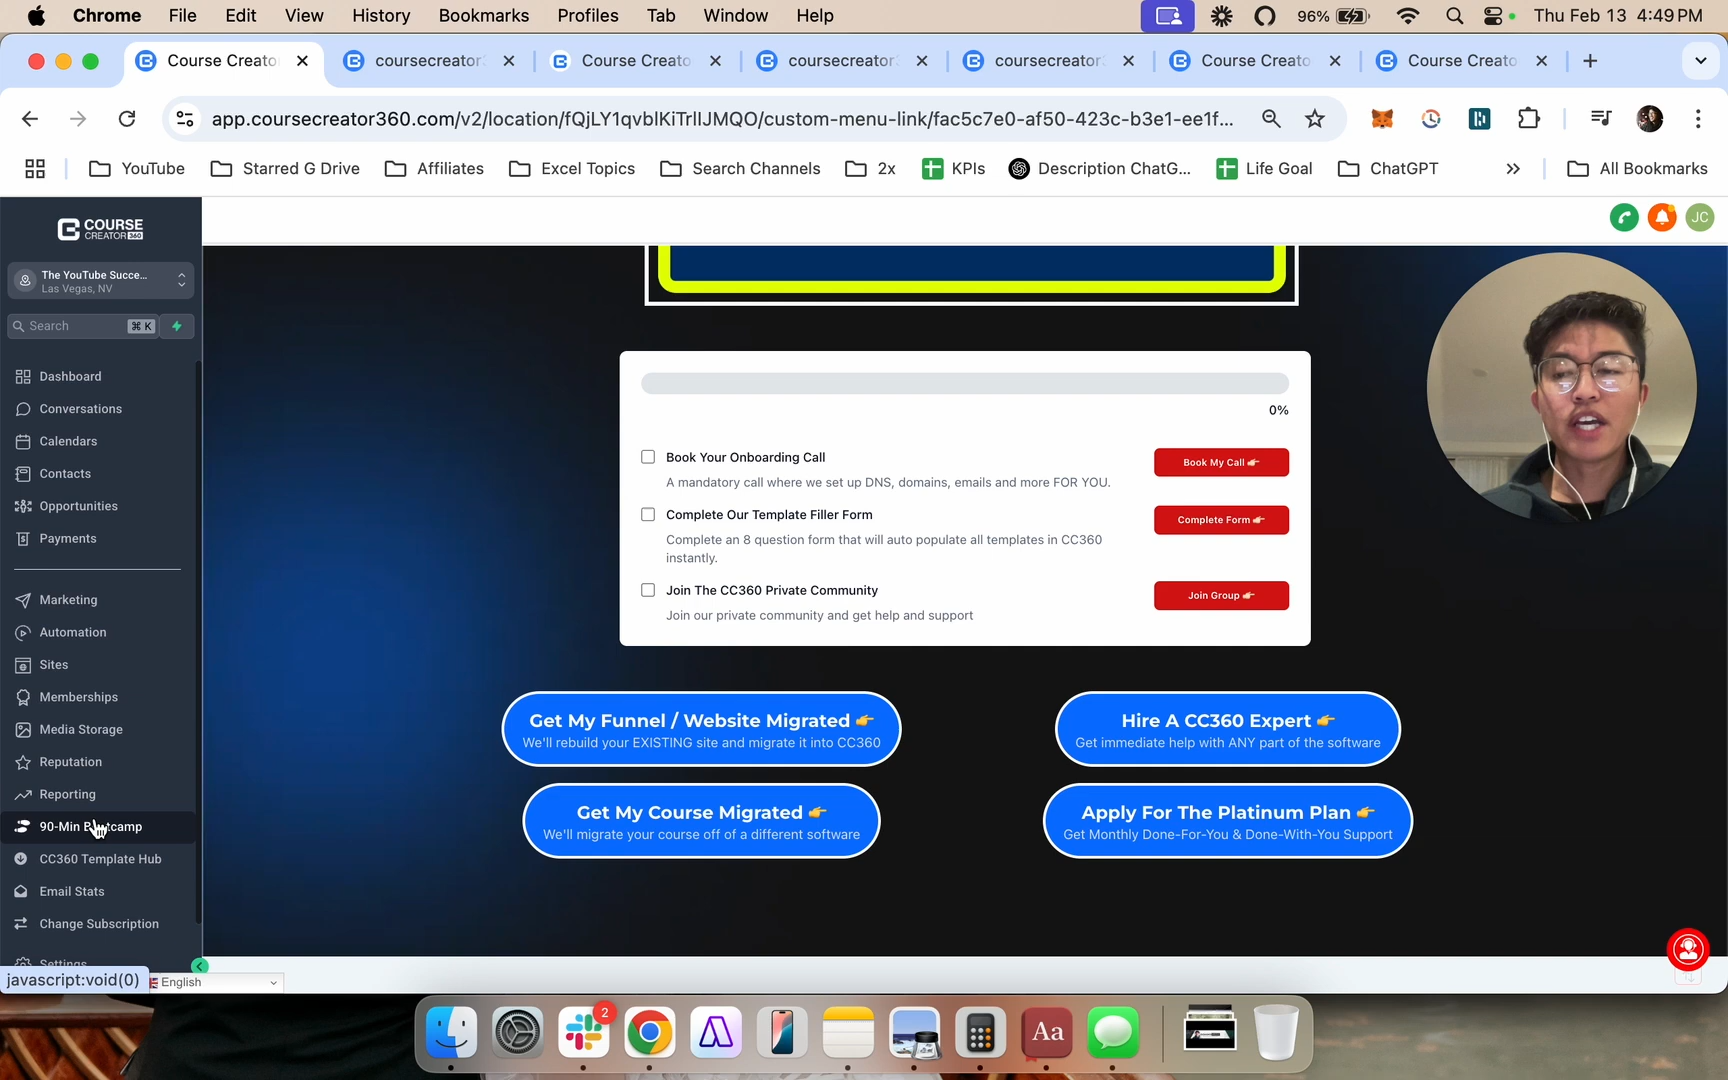 Chrome File Edit View History Bookmarks Profiles Tab Window Help 96% Thu Feb 13 4:49 PM
Course Creato coursecreator Course Creato coursecreator coursecreator Course Creato Course Creato
app.coursecreator360.com/v2/location/fQjLY1qvblKiTrlIJMQO/custom-menu-link/fac5c7e0-af50-423c-b3e1-ee1f...
YouTube Starred G Drive Affiliates Excel Topics Search Channels 2x KPIs Description ChatG... Life Goal ChatGPT » All Bookmarks
COURSE
CREATOR 360
JC
The YouTube Succe...
Las Vegas, NV
Search ⌘ K
Dashboard
Conversations
Calendars
Contacts
Opportunities
Payments
Marketing
Automation
Sites
Memberships
Media Storage
Reputation
Reporting
90-Min B tcamp
CC360 Template Hub
Email Stats
Change Subscription
Settings
javascript:void(0)
English
0%
Book Your Onboarding Call
A mandatory call where we set up DNS, domains, emails and more FOR YOU.
Book My Call 👉
Complete Our Template Filler Form
Complete an 8 question form that will auto populate all templates in CC360
instantly.
Complete Form 👉
Join The CC360 Private Community
Join our private community and get help and support
Join Group 👉
Get My Funnel / Website Migrated 👉
We'll rebuild your EXISTING site and migrate it into CC360
Hire A CC360 Expert 👉
Get immediate help with ANY part of the software
Get My Course Migrated 👉
We'll migrate your course off of a different software
Apply For The Platinum Plan 👉
Get Monthly Done-For-You & Done-With-You Support
2
Aa